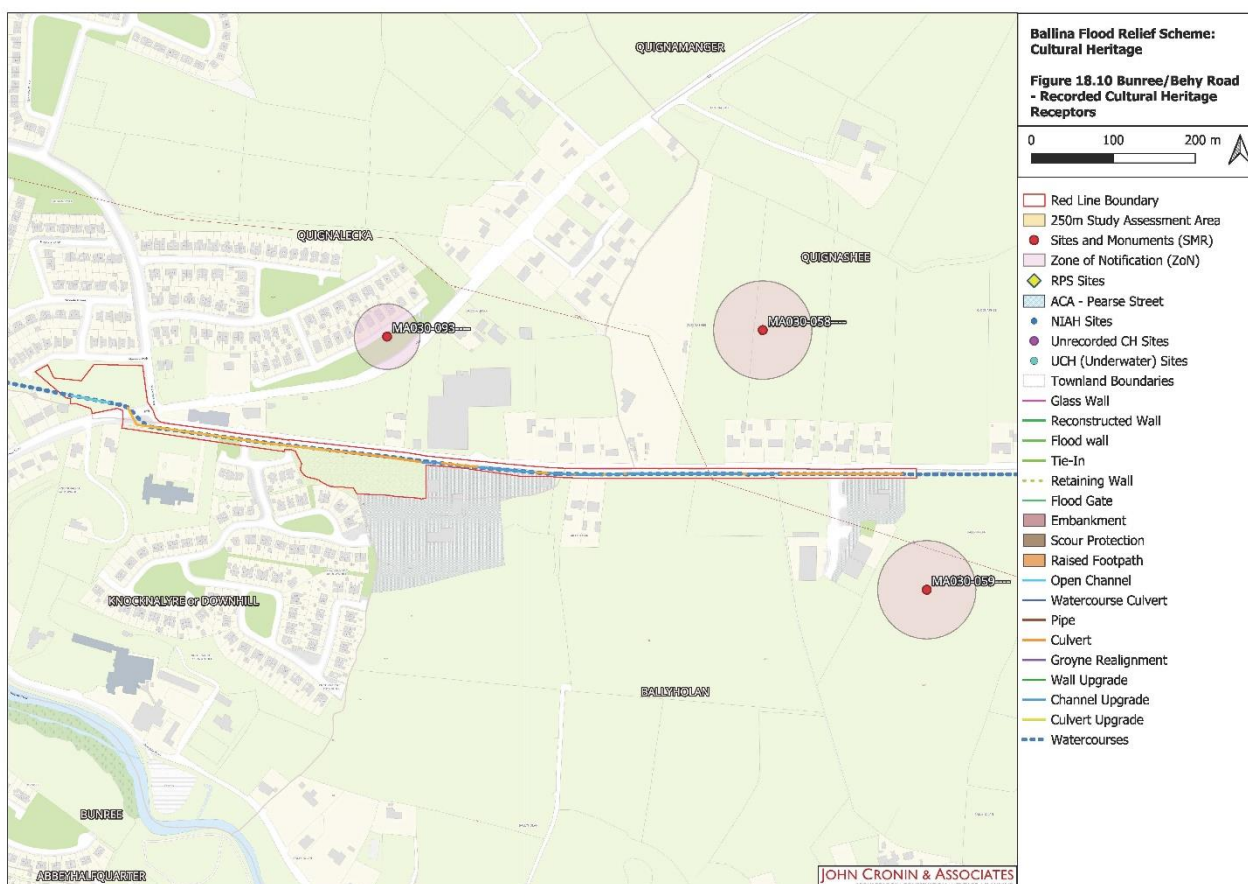 Ballina Flood Relief Scheme:
Cultural Heritage
Figure 18.10 Bunree/Behy Road
- Recorded Cultural Heritage
Receptors
0 100 200 m
Red Line Boundary
250m Study Assessment Area
Sites and Monuments (SMR)
Zone of Notification (ZoN)
RPS Sites
ACA - Pearse Street
NIAH Sites
Unrecorded CH Sites
UCH (Underwater) Sites
Townland Boundaries
Glass Wall
Reconstructed Wall
Flood wall
Tie-In
Retaining Wall
Flood Gate
Embankment
Scour Protection
Raised Footpath
Open Channel
Watercourse Culvert
Pipe
Culvert
Groyne Realignment
Wall Upgrade
Channel Upgrade
Culvert Upgrade
Watercourses
QUIGNAMANGER
QUIGNALECKA
QUIGNASHEE
MA030-093----
MA030-058----
MA030-059----
KNOCKNALYRE or DOWNHILL
BALLYHOLAN
BUNREE
ABBEYHALFQUARTER
JOHN CRONIN & ASSOCIATES